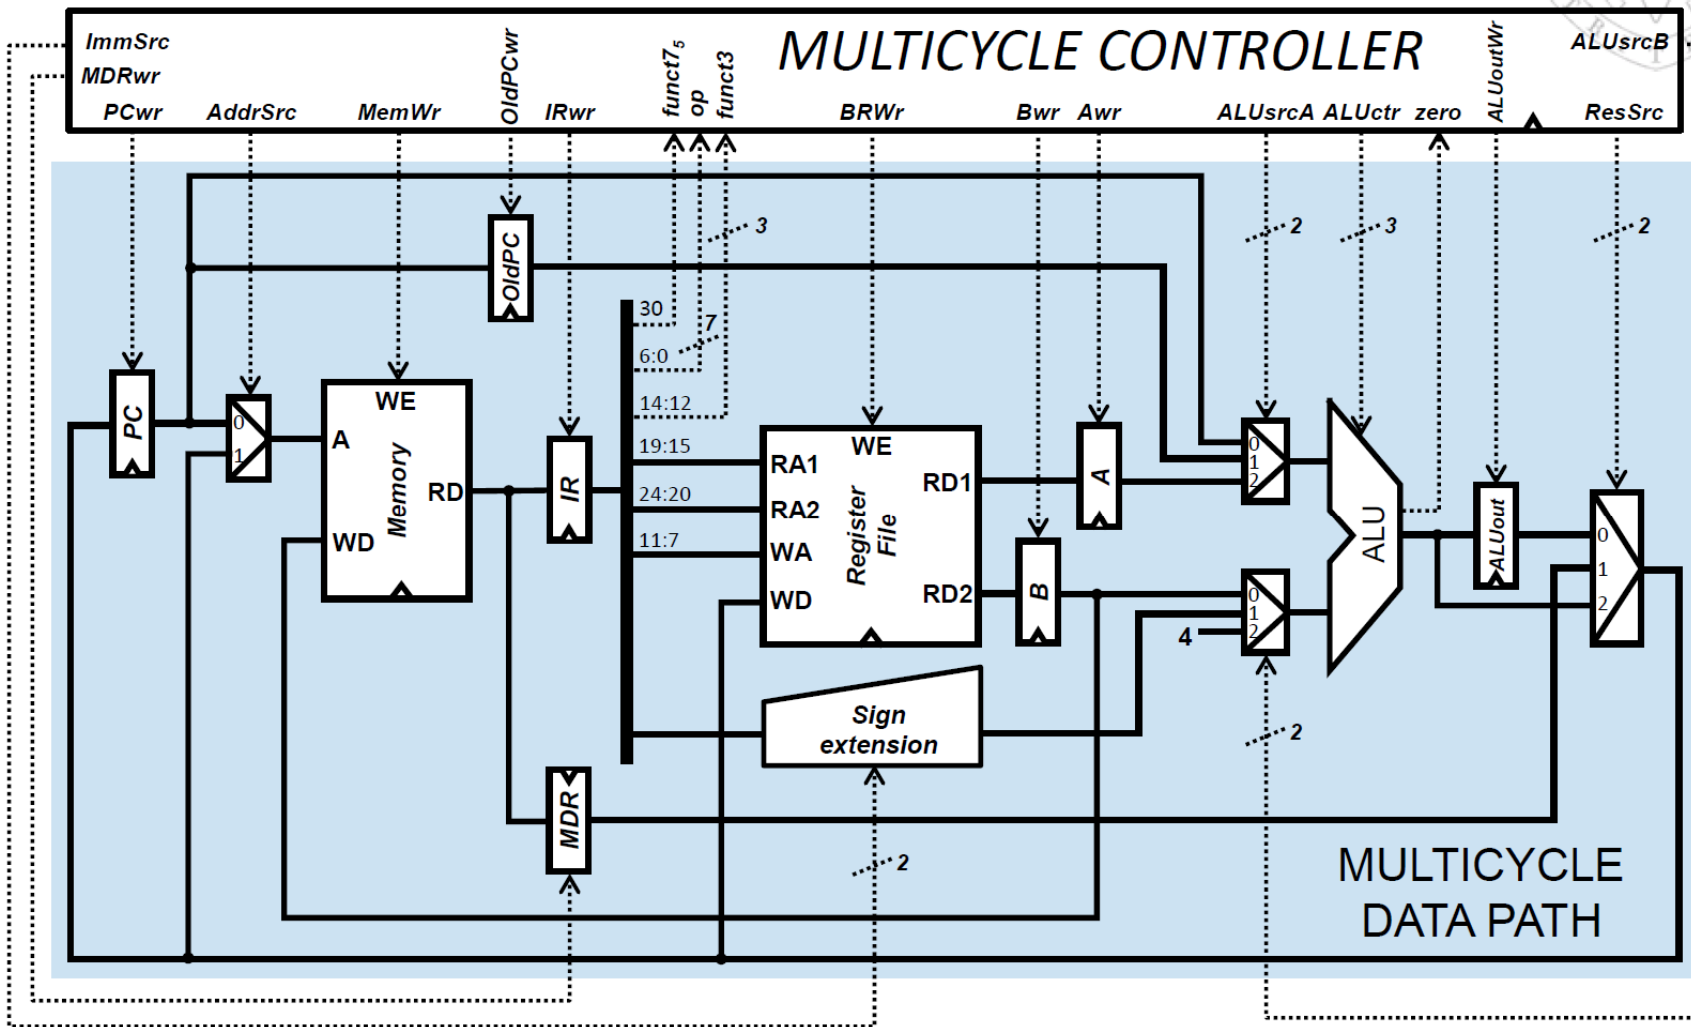 ImmSrc
MDRwr
PCwr
AddrSrc
MemWr
OldPCwr
IRwr
funct7₅
op
funct3
MULTICYCLE CONTROLLER
BRWr
Bwr
Awr
ALUsrcA
ALUctr
zero
ALUoutWr
ALUsrcB
ResSrc
3
2
3
2
OldPC
30
7
6:0
14:12
19:15
24:20
11:7
PC
0
1
WE
A
RD
WD
Memory
IR
WE
RA1
RA2
WA
WD
RD1
RD2
Register
File
A
B
0
1
2
0
1
2
4
ALU
ALUout
0
1
2
Sign
extension
2
MDR
2
MULTICYCLE
DATA PATH